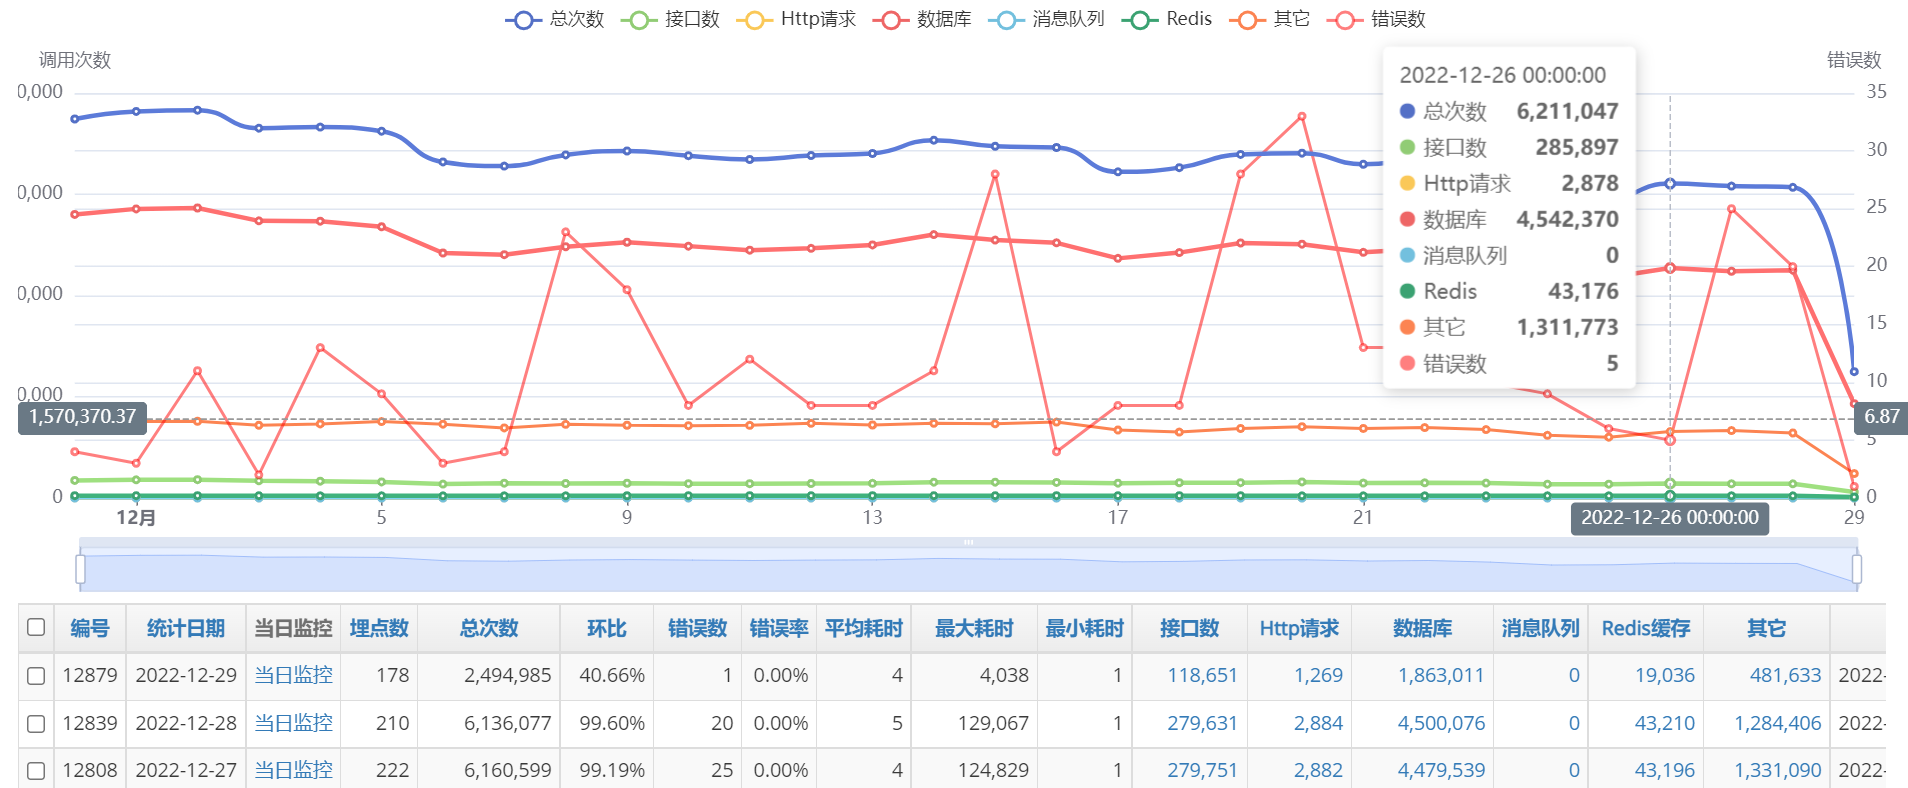 总次数 接口数 Http请求 数据库 消息队列 Redis 其它 错误数
调用次数 错误数
0,000 35
30
0,000
25
20
0,000
15
10
0,000
5
0 0
1,570,370.37 6.87
2022-12-26 00:00:00
总次数 6,211,047
接口数 285,897
Http请求 2,878
数据库 4,542,370
消息队列 0
Redis 43,176
其它 1,311,773
错误数 5
12月 5 9 13 17 21 2022-12-26 00:00:00 29
编号 统计日期 当日监控 埋点数 总次数 环比 错误数 错误率 平均耗时 最大耗时 最小耗时 接口数 Http请求 数据库 消息队列 Redis缓存 其它
12879 2022-12-29 当日监控 178 2,494,985 40.66% 1 0.00% 4 4,038 1 118,651 1,269 1,863,011 0 19,036 481,633 2022-
12839 2022-12-28 当日监控 210 6,136,077 99.60% 20 0.00% 5 129,067 1 279,631 2,884 4,500,076 0 43,210 1,284,406 2022-
12808 2022-12-27 当日监控 222 6,160,599 99.19% 25 0.00% 4 124,829 1 279,751 2,882 4,479,539 0 43,196 1,331,090 2022-